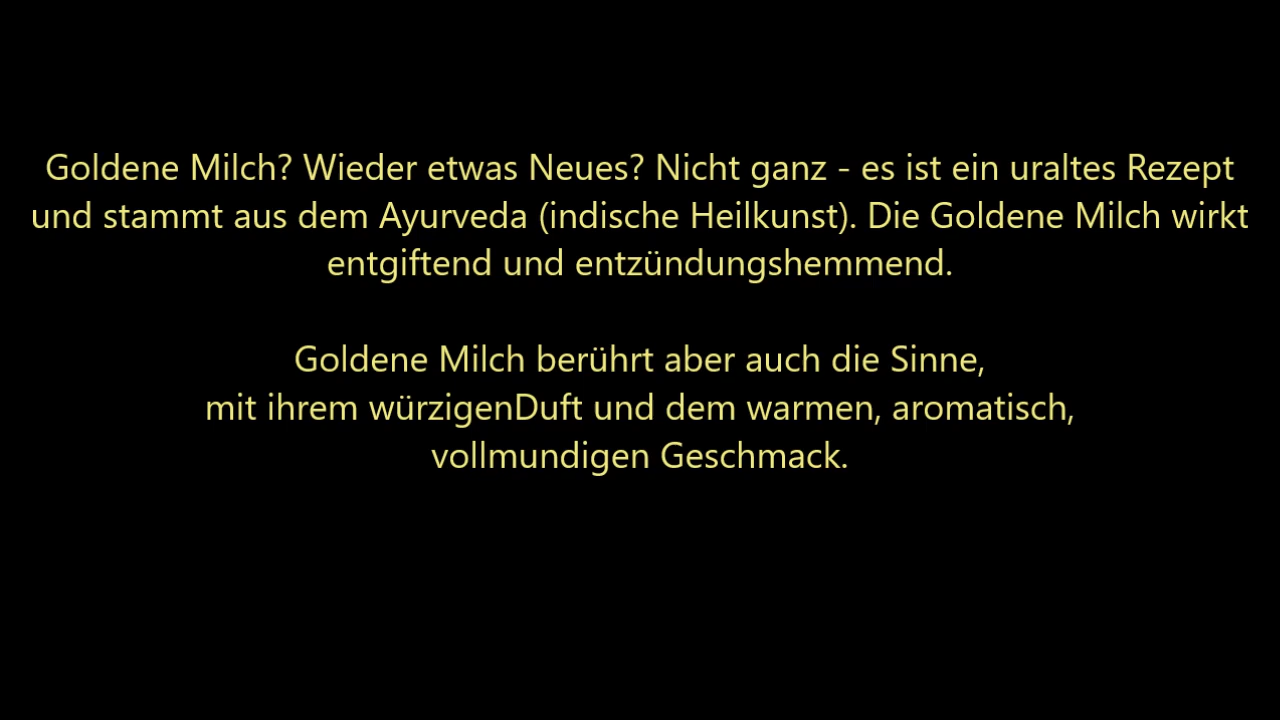 Goldene Milch? Wieder etwas Neues? Nicht ganz - es ist ein uraltes Rezept
und stammt aus dem Ayurveda (indische Heilkunst). Die Goldene Milch wirkt
entgiftend und entzündungshemmend.
Goldene Milch berührt aber auch die Sinne,
mit ihrem würzigenDuft und dem warmen, aromatisch,
vollmundigen Geschmack.